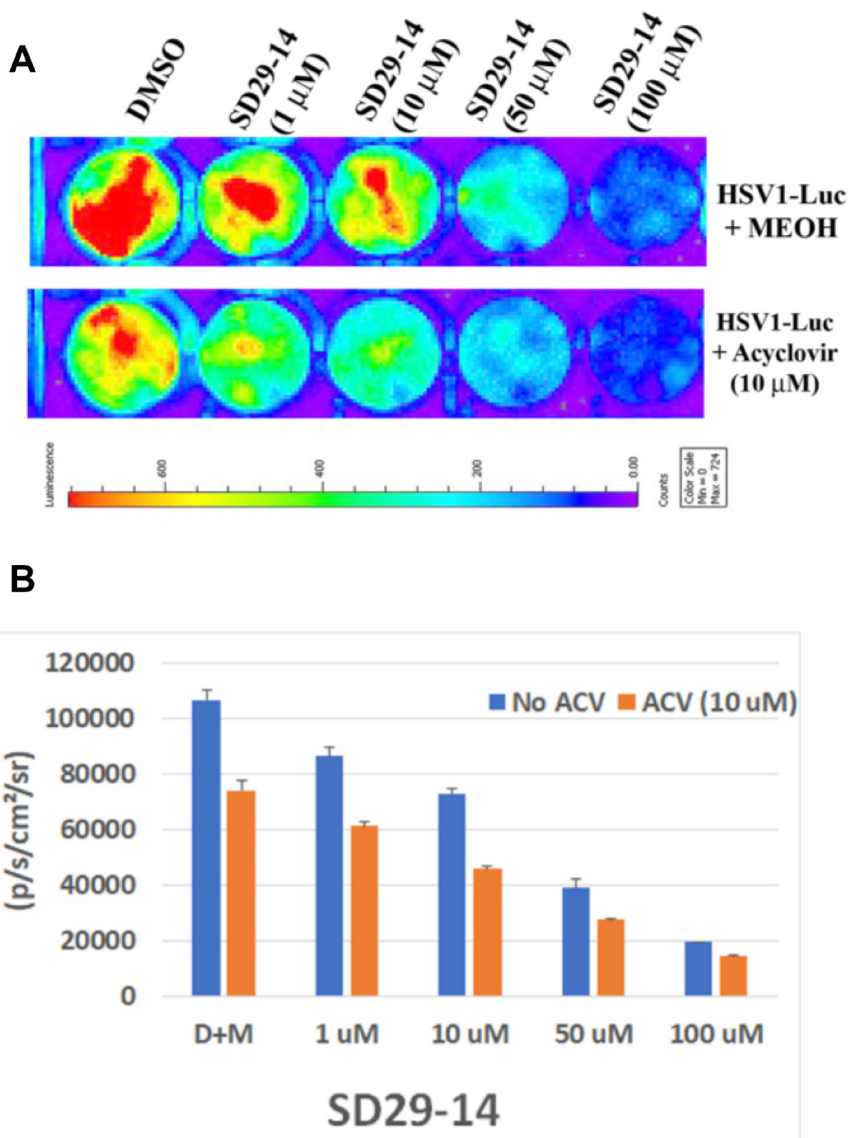 A
DMSO
SD29-14
(1 μM)
SD29-14
(10 μM)
SD29-14
(50 μM)
SD29-14
(100 μM)
HSV1-Luc
+ MEOH
HSV1-Luc
+ Acyclovir
(10 μM)
Luminescence
600
400
200
0.00
Counts
Color Scale
Min = 0
Max = 724
B
120000
100000
80000
60000
40000
20000
0
(p/s/cm²/sr)
No ACV
ACV (10 uM)
D+M
1 uM
10 uM
50 uM
100 uM
SD29-14